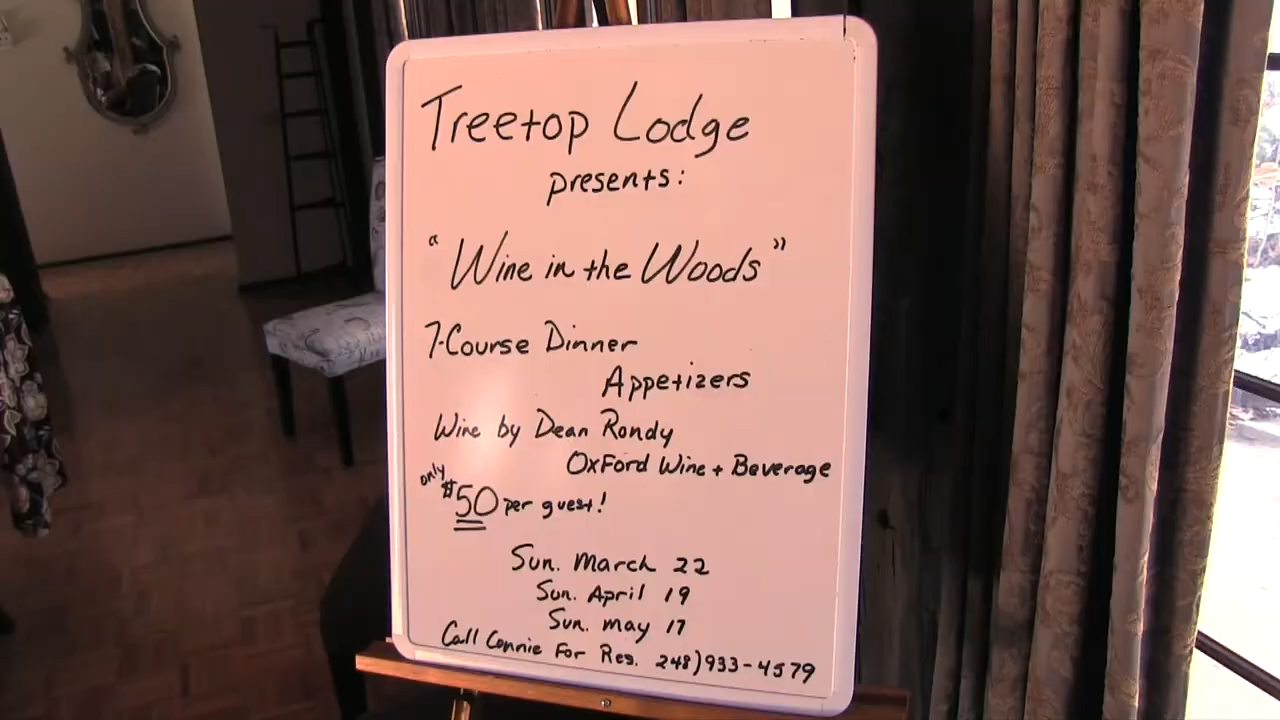 Treetop Lodge
presents:
"Wine in the Woods"
7-Course Dinner
Appetizers
Wine by Dean Rondy
OxFord Wine + Beverage
only $50 per guest!
Sun. March 22
Sun. April 19
Sun. may 17
Call Connie For Res. 248)933-4579